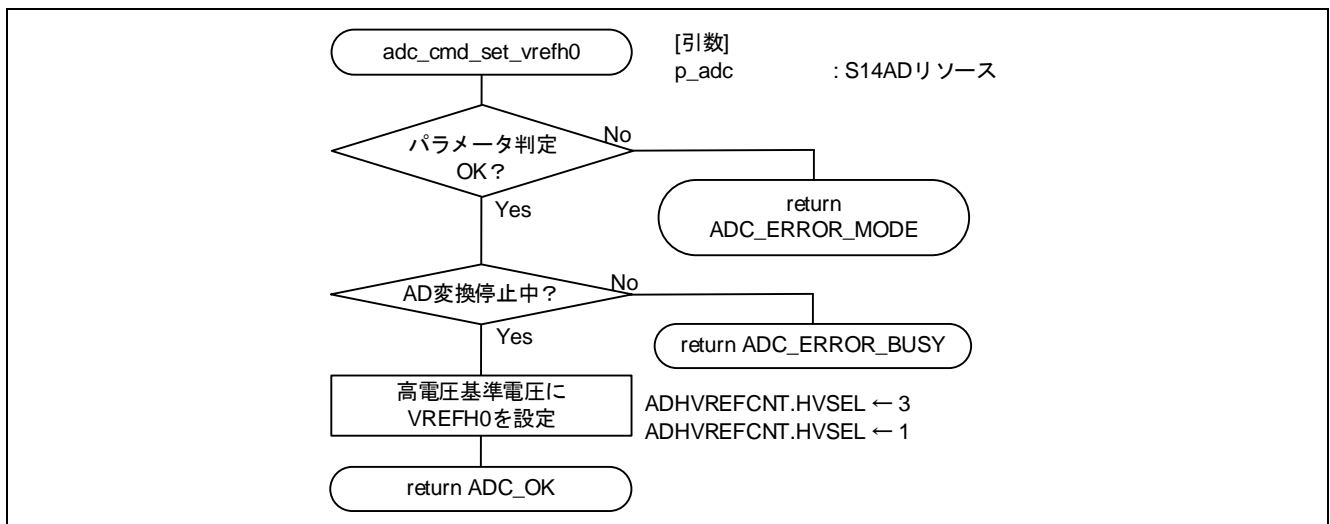 adc_cmd_set_vrefh0
[引数]
p_adc : S14ADリソース
パラメータ判定
OK？
No
Yes
return
ADC_ERROR_MODE
AD変換停止中？
No
Yes
return ADC_ERROR_BUSY
高電圧基準電圧に
VREFH0を設定
ADHVREFCNT.HVSEL ← 3
ADHVREFCNT.HVSEL ← 1
return ADC_OK